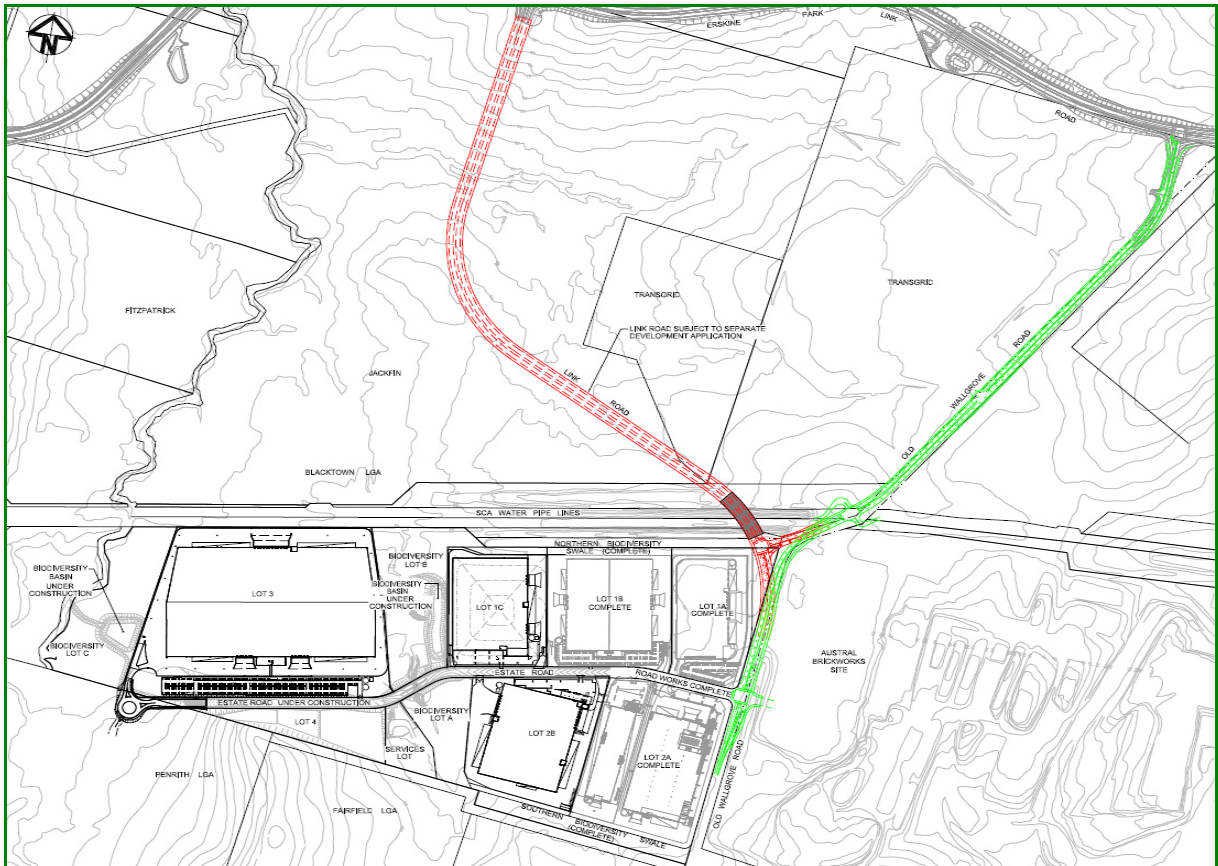 N
ERSKINE PARK LINK
ROAD
FITZPATRICK
TRANSGRID
TRANSGRID
LINK ROAD SUBJECT TO SEPARATE
DEVELOPMENT APPLICATION
JACKFIN
LINK ROAD
OLD WALLGROVE ROAD
BLACKTOWN LGA
SCA WATER PIPE LINES
NORTHERN BIODIVERSITY
SWALE (COMPLETE)
BIODIVERSITY
LOT B
BIODIVERSITY
BASIN
UNDER
CONSTRUCTION
BIODIVERSITY
BASIN
UNDER
CONSTRUCTION
LOT 3
LOT 1C
LOT 1B
COMPLETE
LOT 1A
COMPLETE
BIODIVERSITY
LOT C
AUSTRAL
BRICKWORKS
SITE
ESTATE ROAD
ROAD WORKS COMPLETE
ESTATE ROAD UNDER CONSTRUCTION
LOT 4
BIODIVERSITY
LOT A
SERVICES
LOT
LOT 2B
LOT 2A
COMPLETE
OLD WALLGROVE ROAD
PENRITH LGA
FAIRFIELD LGA
SOUTHERN BIODIVERSITY SWALE
(COMPLETE)